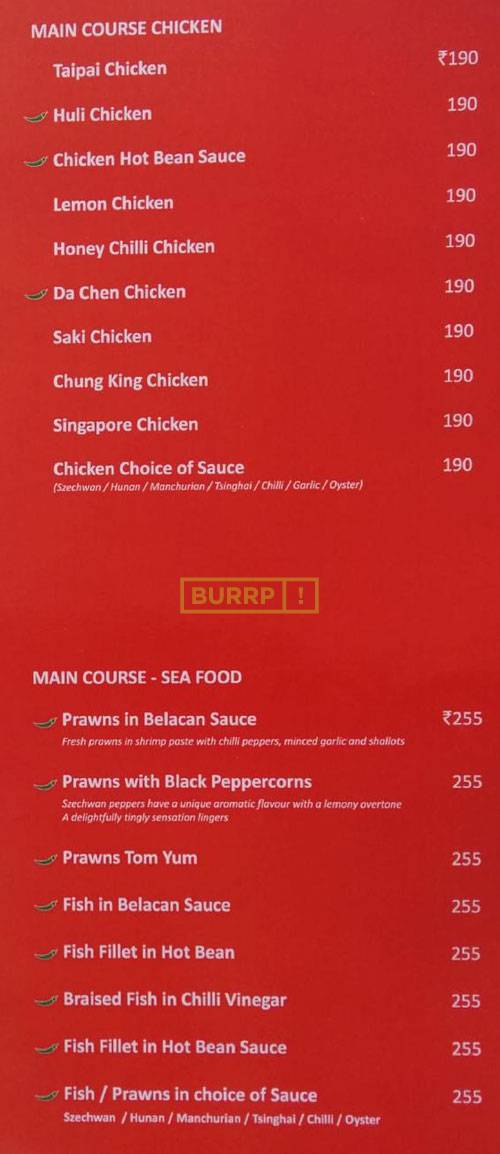 MAIN COURSE CHICKEN
Taipai Chicken ₹190
Huli Chicken 190
Chicken Hot Bean Sauce 190
Lemon Chicken 190
Honey Chilli Chicken 190
Da Chen Chicken 190
Saki Chicken 190
Chung King Chicken 190
Singapore Chicken 190
Chicken Choice of Sauce 190
(Szechwan / Hunan / Manchurian / Tsinghai / Chilli / Garlic / Oyster)
BURRP !
MAIN COURSE - SEA FOOD
Prawns in Belacan Sauce ₹255
Fresh prawns in shrimp paste with chilli peppers, minced garlic and shallots
Prawns with Black Peppercorns 255
Szechwan peppers have a unique aromatic flavour with a lemony overtone
A delightfully tingly sensation lingers
Prawns Tom Yum 255
Fish in Belacan Sauce 255
Fish Fillet in Hot Bean 255
Braised Fish in Chilli Vinegar 255
Fish Fillet in Hot Bean Sauce 255
Fish / Prawns in choice of Sauce 255
Szechwan / Hunan / Manchurian / Tsinghai / Chilli / Oyster